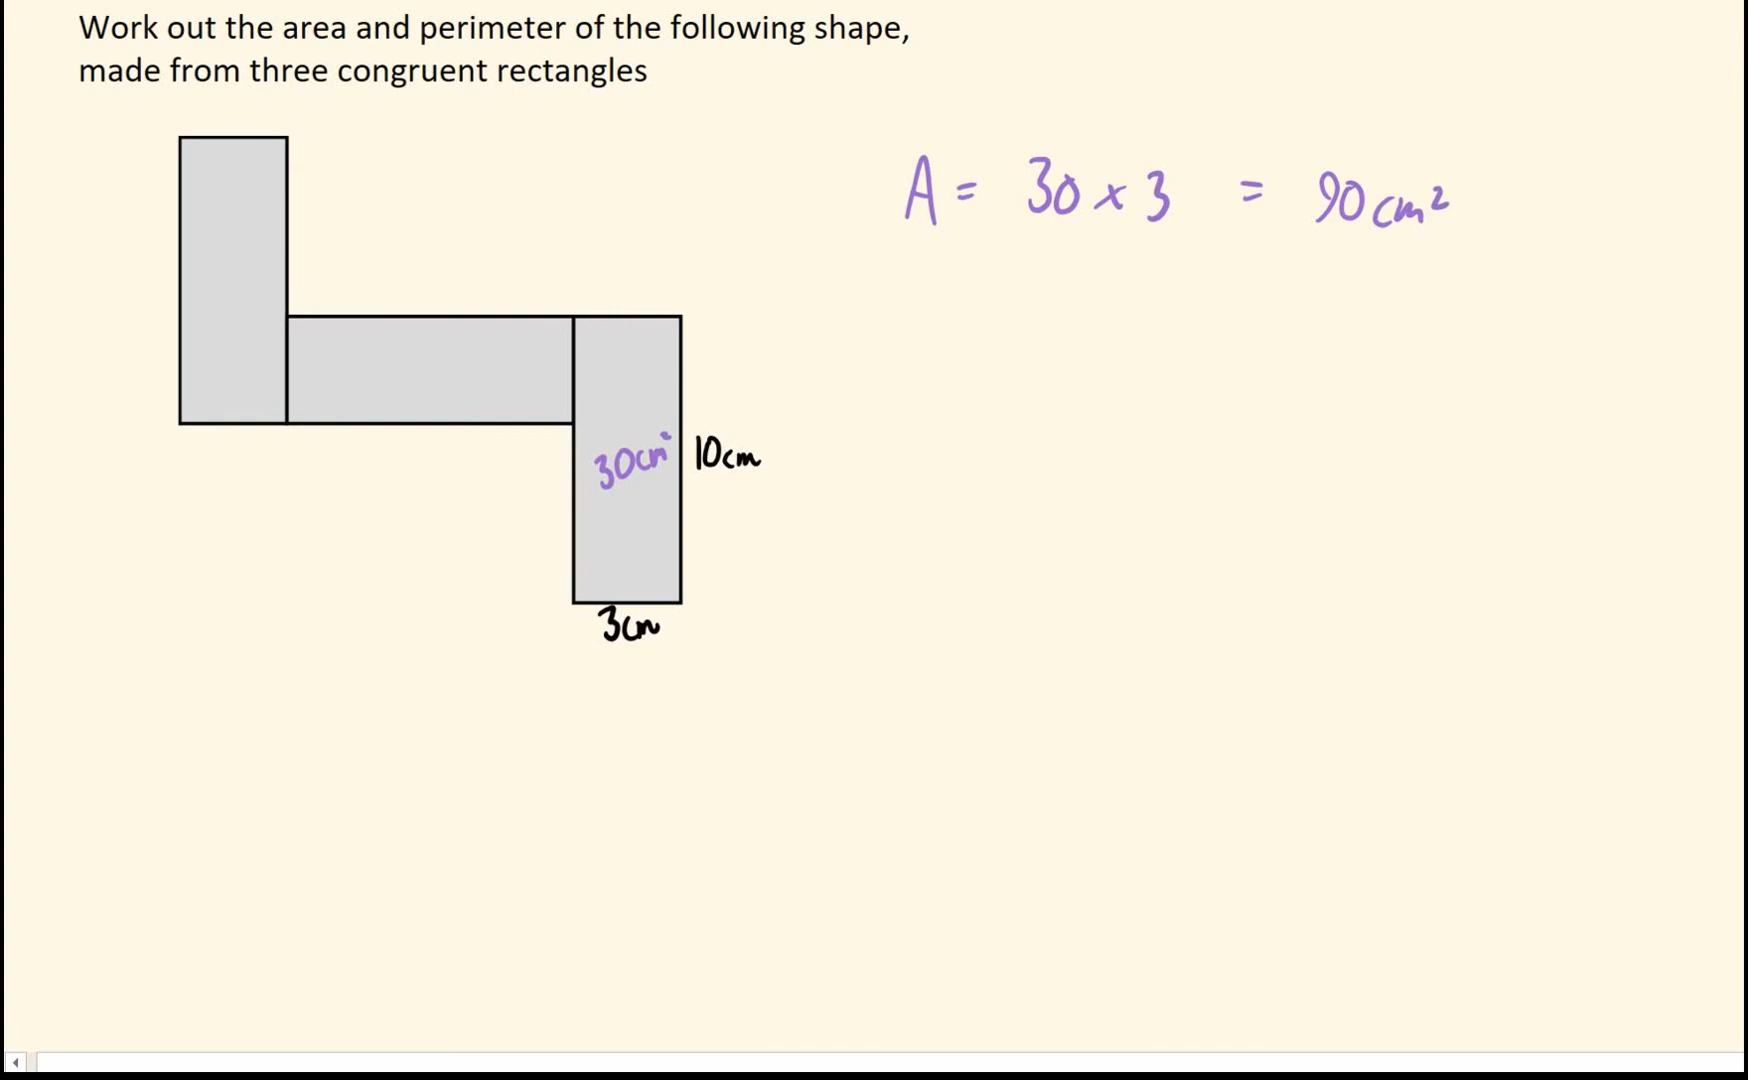 Work out the area and perimeter of the following shape,
made from three congruent rectangles
A = 30 × 3 = 90cm²
30cm²
10cm
3cm